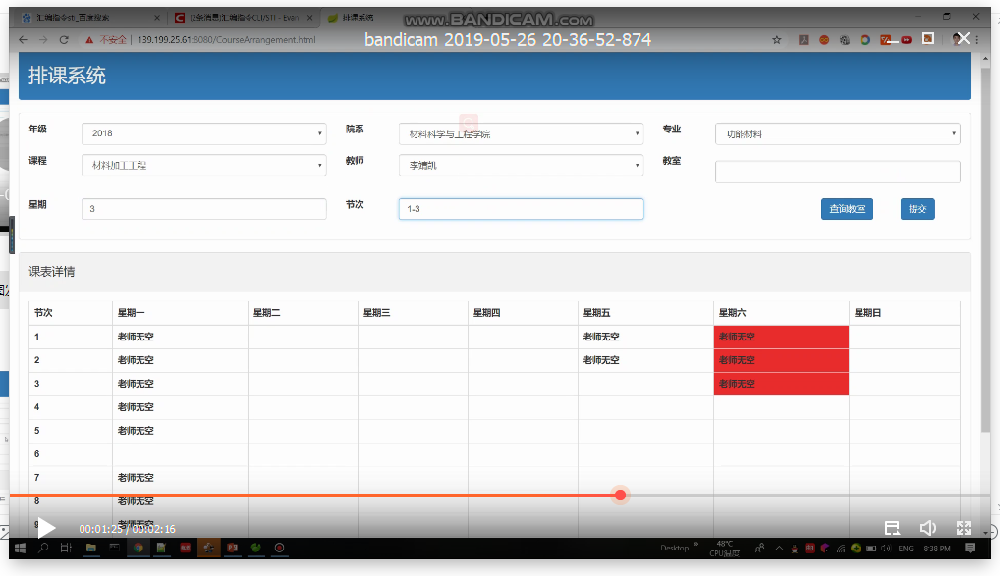 www.BANDICAM.com
汇编指令sti_百度搜索
排课系统
不安全 139.199.25.61:8080/CourseArrangement.html
bandicam 2019-05-26 20-36-52-874
排课系统
年级 2018 院系 材料科学与工程学院 专业 功能材料
课程 材料加工工程 教师 李靖凯 教室
星期 3 节次 1-3 查询教室 提交
课表详情
节次 星期一 星期二 星期三 星期四 星期五 星期六 星期日
1 老师无空 老师无空 老师无空
2 老师无空 老师无空 老师无空
3 老师无空 老师无空
4 老师无空
5 老师无空
6
7 老师无空
8 老师无空
9 老师无空
00:01:25/00:02:16
Desktop 48°C CPU温度 ENG 8:38 PM